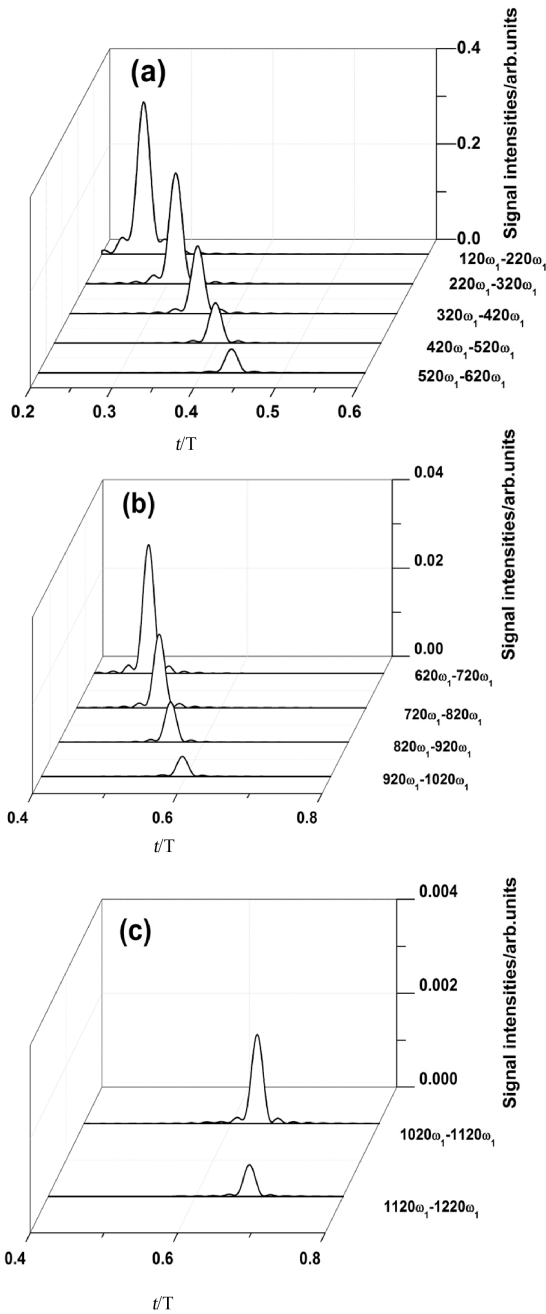 (a)
0.4
0.2
0.0
Signal intensities/arb.units
120ω₁-220ω₁
220ω₁-320ω₁
320ω₁-420ω₁
420ω₁-520ω₁
520ω₁-620ω₁
0.2 0.3 0.4 0.5 0.6
t/T
(b)
0.04
0.02
0.00
Signal intensities/arb.units
620ω₁-720ω₁
720ω₁-820ω₁
820ω₁-920ω₁
920ω₁-1020ω₁
0.4 0.6 0.8
t/T
(c)
0.004
0.002
0.000
Signal intensities/arb.units
1020ω₁-1120ω₁
1120ω₁-1220ω₁
0.4 0.6 0.8
t/T